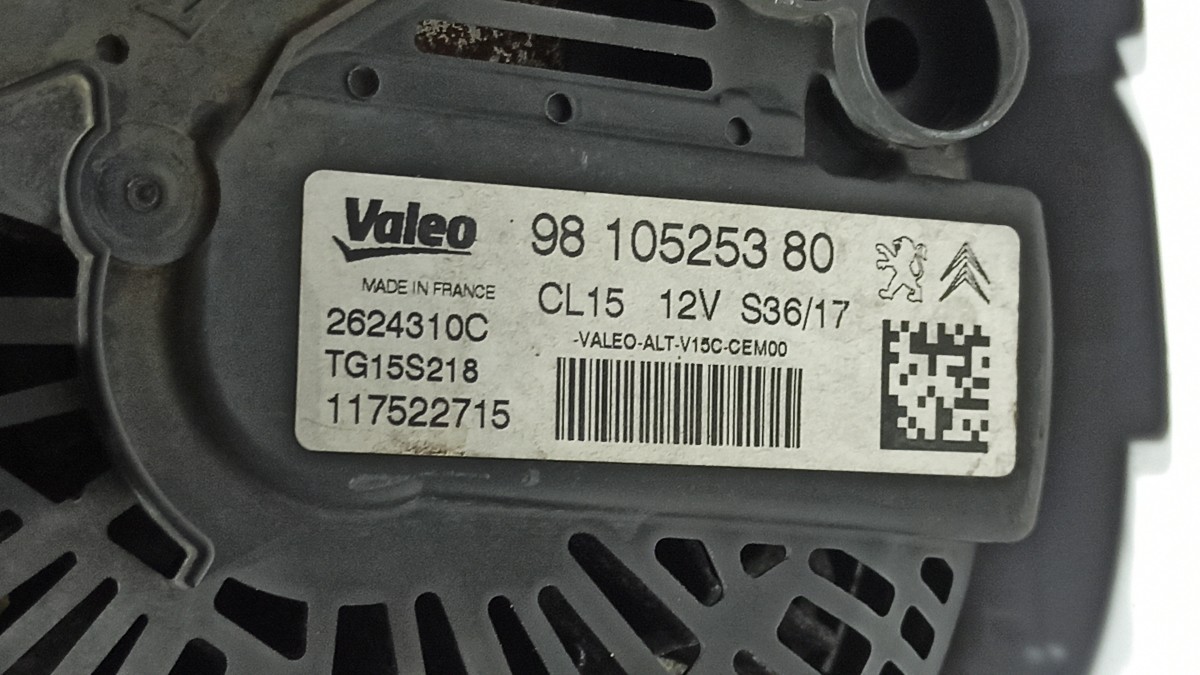 Valeo
98 105253 80
MADE IN FRANCE
CL15 12V S36/17
2624310C
-VALEO-ALT-V15C-CEM00
TG15S218
117522715